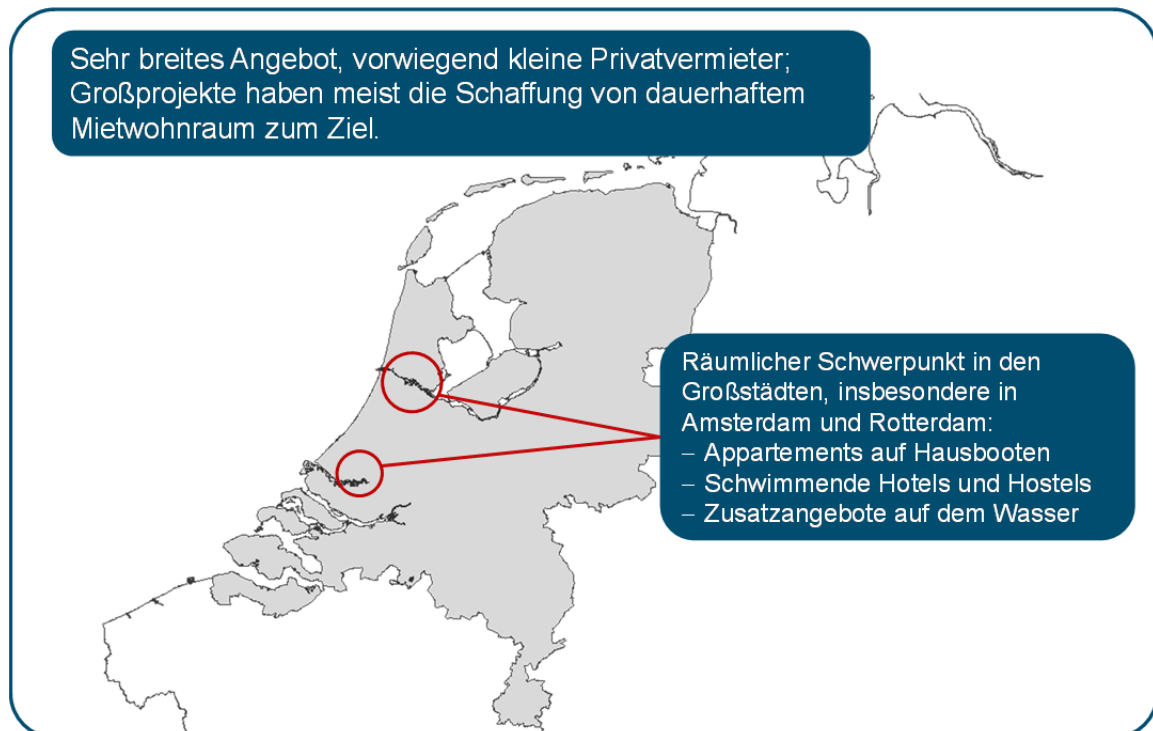 Sehr breites Angebot, vorwiegend kleine Privatvermieter;
Großprojekte haben meist die Schaffung von dauerhaftem
Mietwohnraum zum Ziel.
Räumlicher Schwerpunkt in den
Großstädten, insbesondere in
Amsterdam und Rotterdam:
– Appartements auf Hausbooten
– Schwimmende Hotels und Hostels
– Zusatzangebote auf dem Wasser